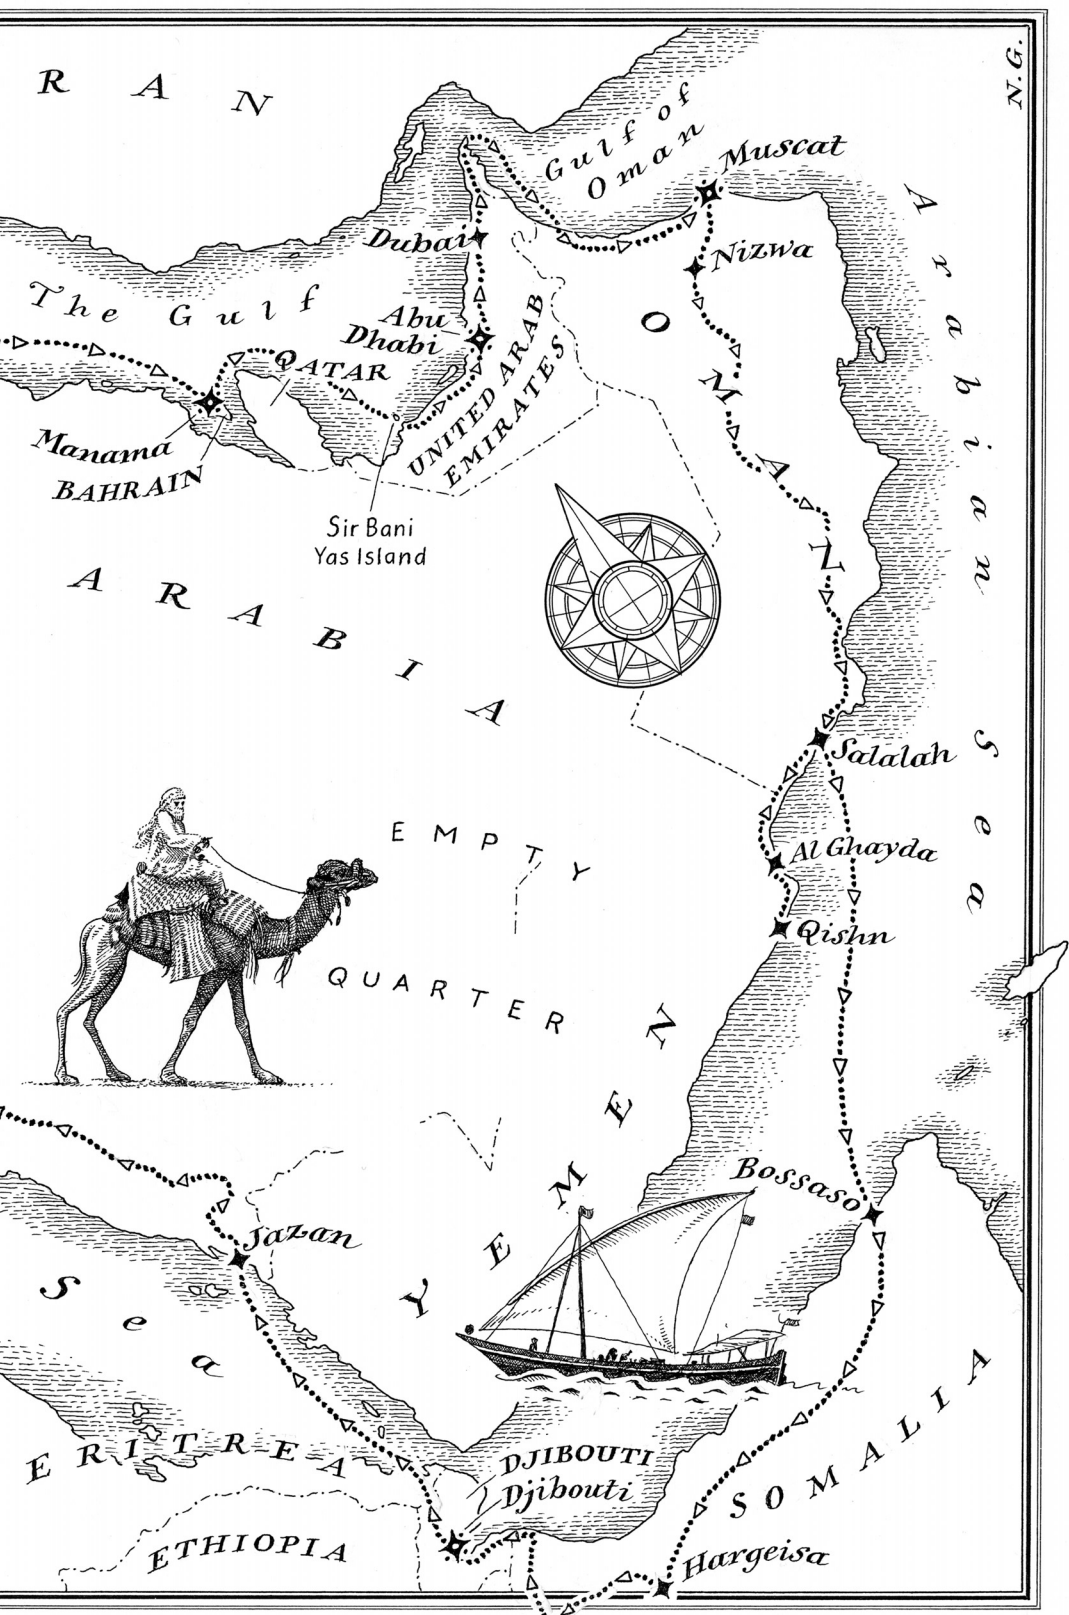 RAN
N.G.
Gulf of
Oman
Muscat
Dubai
Nizwa
The Gulf
Abu
Dhabi
QATAR
UNITED ARAB
EMIRATES
OMAN
Manama
BAHRAIN
Sir Bani
Yas Island
Arabian Sea
ARABIA
Salalah
EMPTY
Al Ghayda
Qishn
QUARTER
YEMEN
Bossaso
Jazan
Sea
ERITREA
DJIBOUTI
Djibouti
SOMALIA
ETHIOPIA
Hargeisa